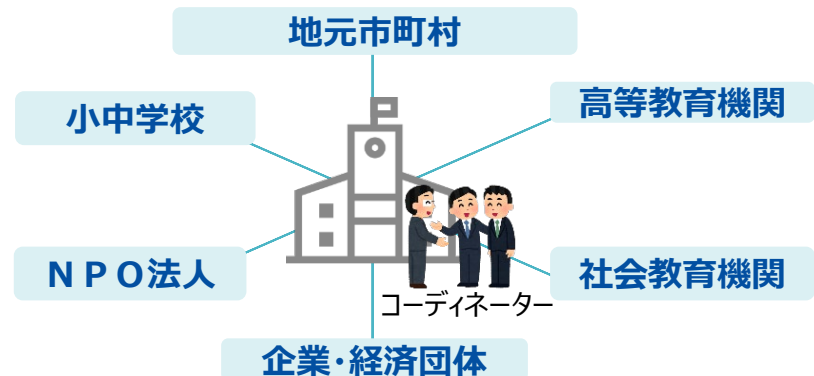 地元市町村
小中学校
高等教育機関
ＮＰＯ法人
社会教育機関
コーディネーター
企業・経済団体